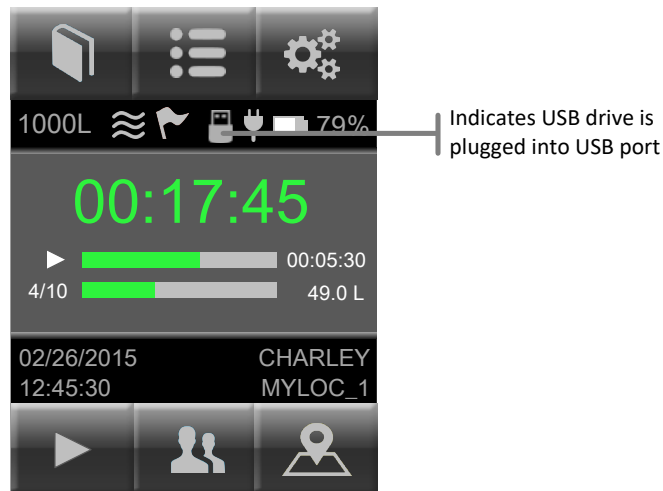 1000L 79%
Indicates USB drive is
plugged into USB port
00:17:45
00:05:30
4/10 49.0 L
02/26/2015 CHARLEY
12:45:30 MYLOC_1